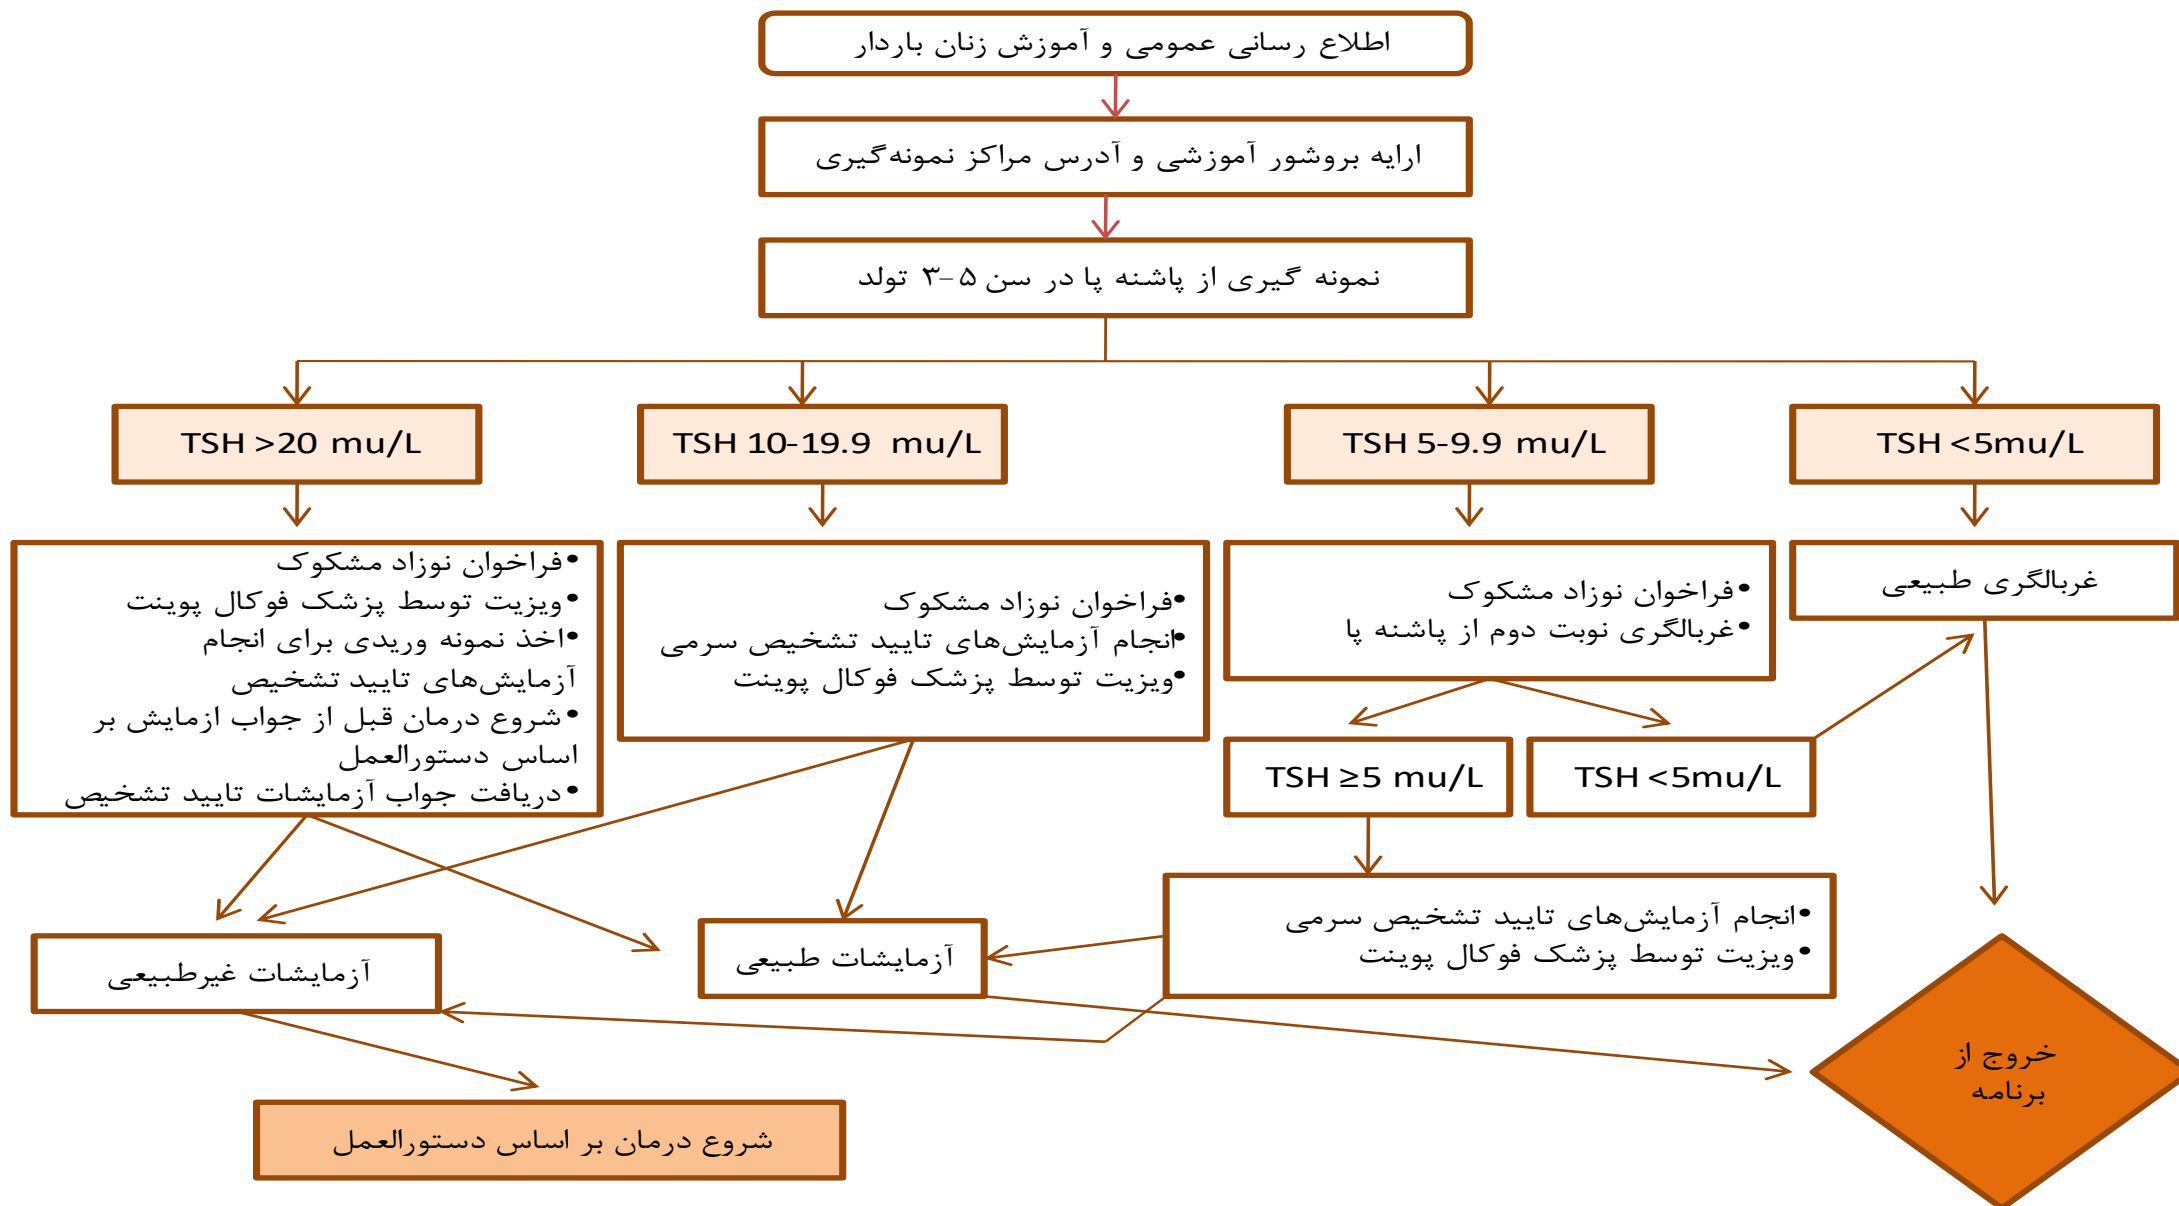 اطلاع رسانی عمومی و آموزش زنان باردار
ارایه بروشور آموزشی و آدرس مراکز نمونه‌گیری
نمونه گیری از پاشنه پا در سن ۵-۳ تولد
TSH >20 mu/L
TSH 10-19.9 mu/L
TSH 5-9.9 mu/L
TSH <5mu/L
•فراخوان نوزاد مشکوک
•ویزیت توسط پزشک فوکال پوینت
•اخذ نمونه وریدی برای انجام
آزمایش‌های تایید تشخیص
•شروع درمان قبل از جواب ازمایش بر
اساس دستورالعمل
•دریافت جواب آزمایشات تایید تشخیص
•فراخوان نوزاد مشکوک
•انجام آزمایش‌های تایید تشخیص سرمی
•ویزیت توسط پزشک فوکال پوینت
•فراخوان نوزاد مشکوک
•غربالگری نوبت دوم از پاشنه پا
غربالگری طبیعی
TSH ≥5 mu/L
TSH <5mu/L
•انجام آزمایش‌های تایید تشخیص سرمی
•ویزیت توسط پزشک فوکال پوینت
آزمایشات غیرطبیعی
آزمایشات طبیعی
خروج از
برنامه
شروع درمان بر اساس دستورالعمل